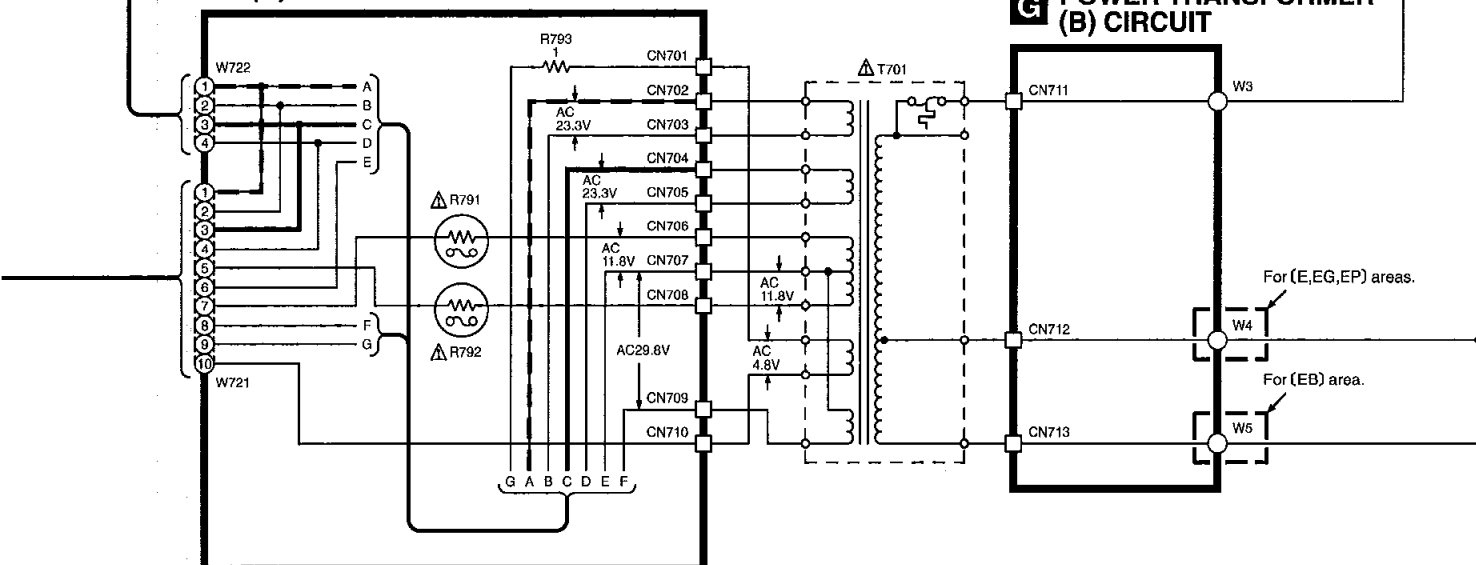 G POWER TRANSFORMER
(B) CIRCUIT
W722
1
2
3
4
A
B
C
D
E
1
2
3
4
5
6
7
8
9
10
F
G
W721
⚠ R791
⚠ R792
R793
1
CN701
CN702
AC
23.3V
CN703
CN704
AC
23.3V
CN705
CN706
AC
11.8V
CN707
CN708
AC29.8V
CN709
CN710
G A B C D E F
⚠ T701
AC
11.8V
AC
4.8V
CN711
W3
For (E,EG,EP) areas.
CN712
W4
For (EB) area.
CN713
W5